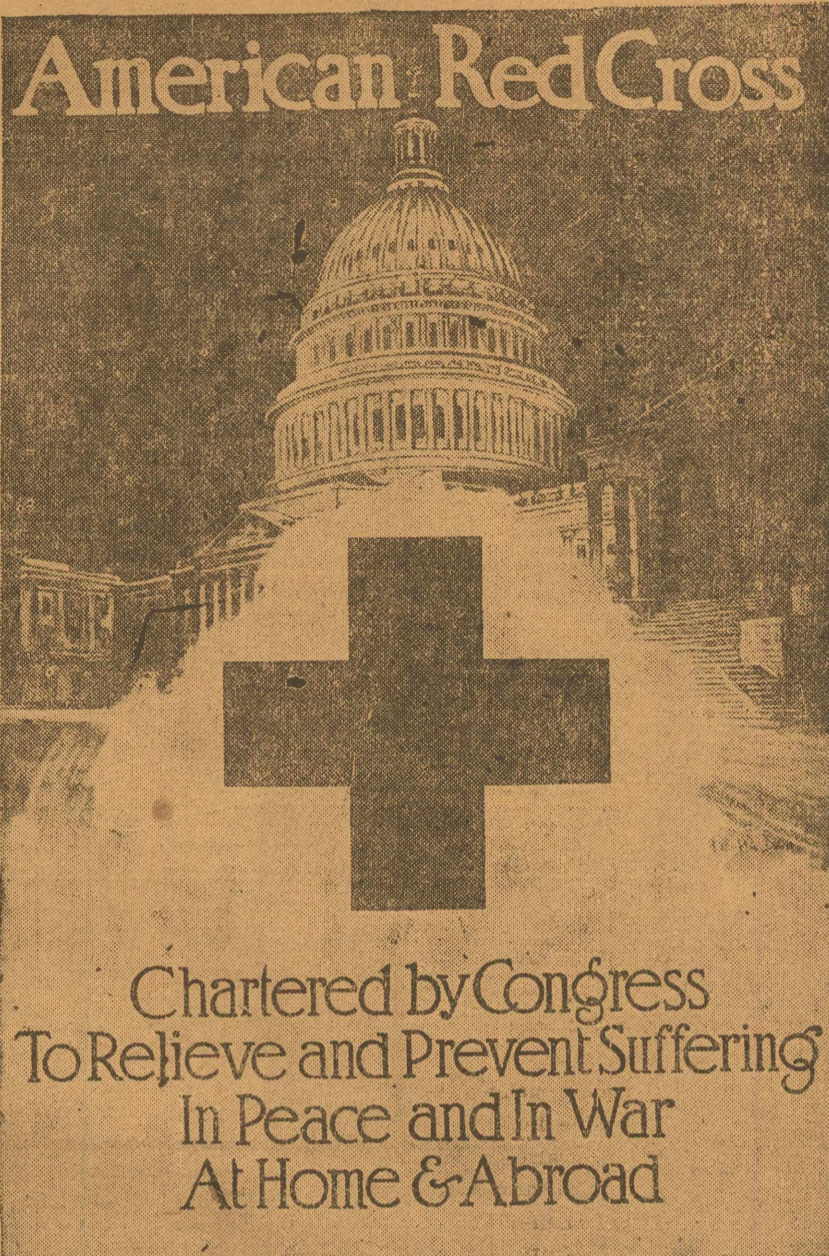 American Red Cross
Chartered by Congress
To Relieve and Prevent Suffering
In Peace and In War
At Home & Abroad